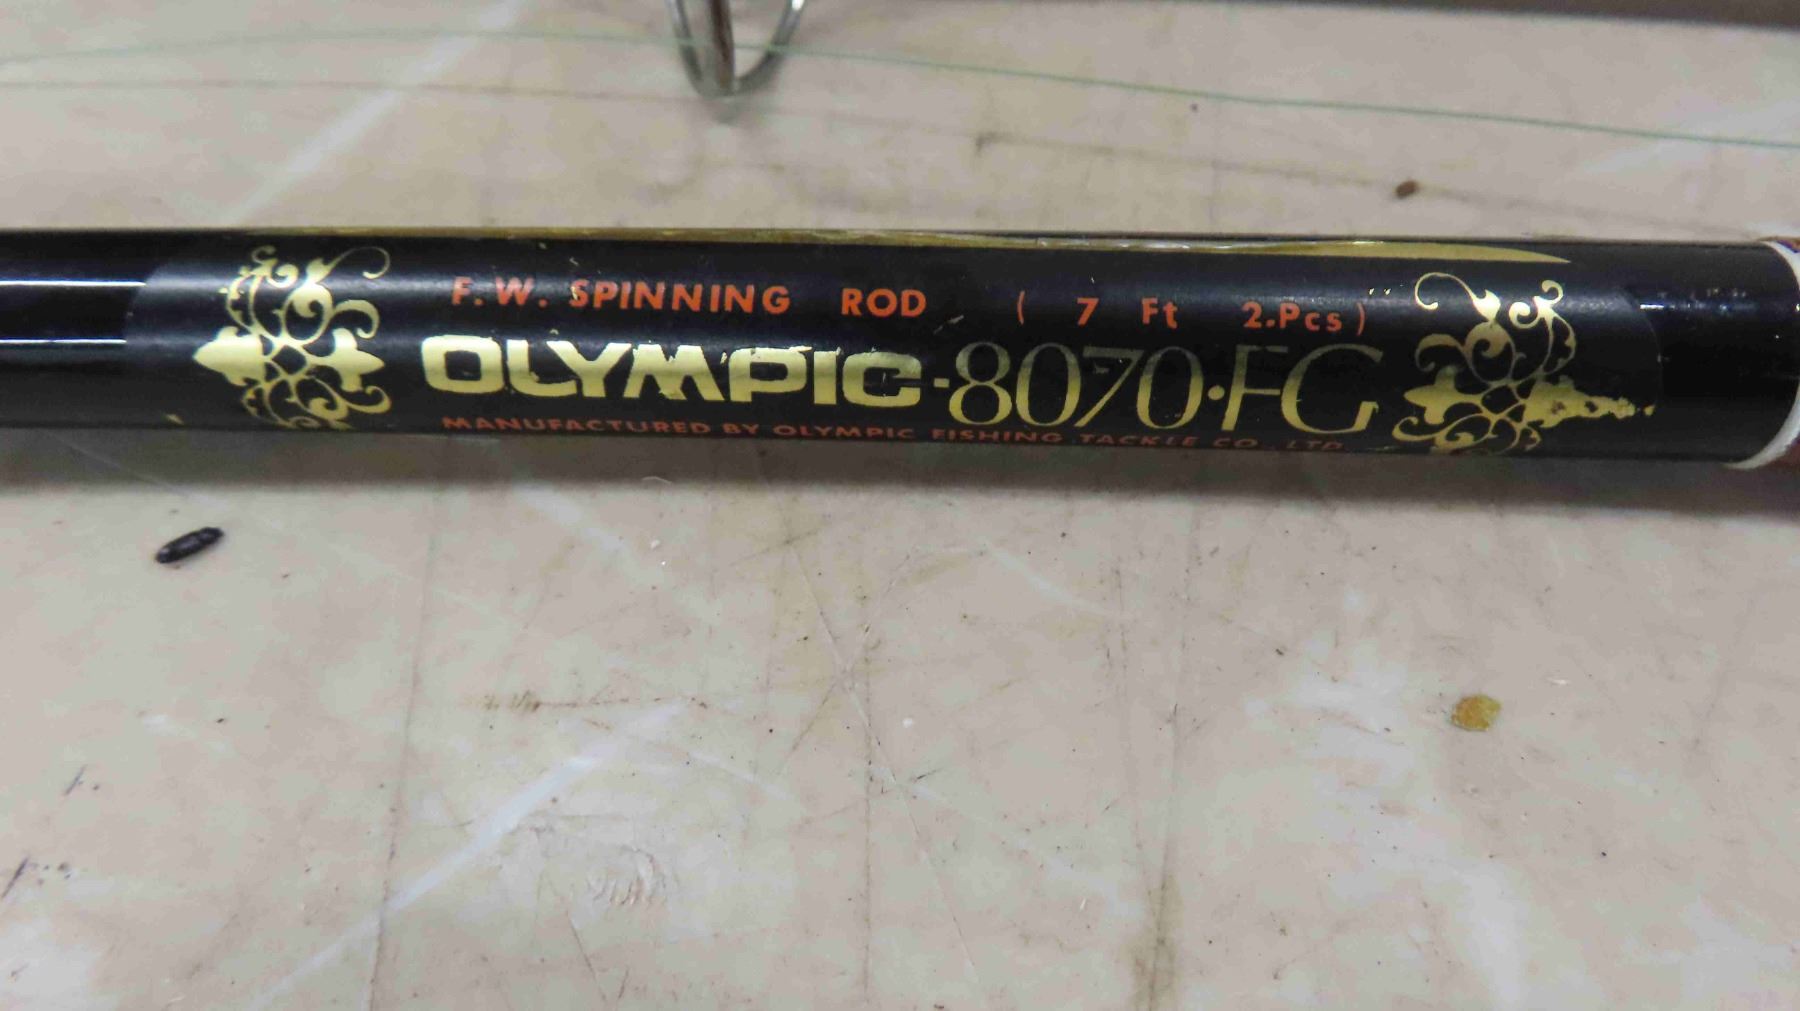 F.W. SPINNING ROD ( 7 Ft 2.Pcs)
OLYMPIC-8070·FG
MANUFACTURED BY OLYMPIC FISHING TACKLE CO., LTD.